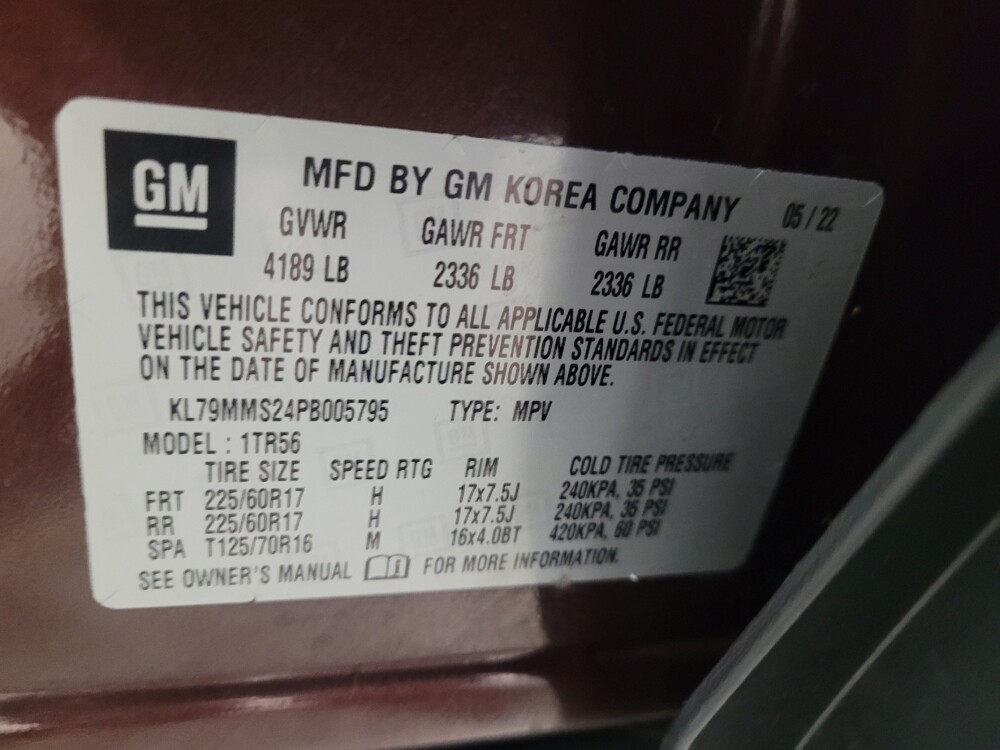 GM
MFD BY GM KOREA COMPANY 05/22
GVWR GAWR FRT GAWR RR
4189 LB 2336 LB 2336 LB
THIS VEHICLE CONFORMS TO ALL APPLICABLE U.S. FEDERAL MOTOR
VEHICLE SAFETY AND THEFT PREVENTION STANDARDS IN EFFECT
ON THE DATE OF MANUFACTURE SHOWN ABOVE.
KL79MMS24PB005795 TYPE: MPV
MODEL : 1TR56
TIRE SIZE SPEED RTG RIM COLD TIRE PRESSURE
FRT 225/60R17 H 17x7.5J 240KPA, 35 PSI
RR 225/60R17 H 17x7.5J 240KPA, 35 PSI
SPA T125/70R16 M 16x4.0BT 420KPA, 60 PSI
SEE OWNER'S MANUAL i FOR MORE INFORMATION.